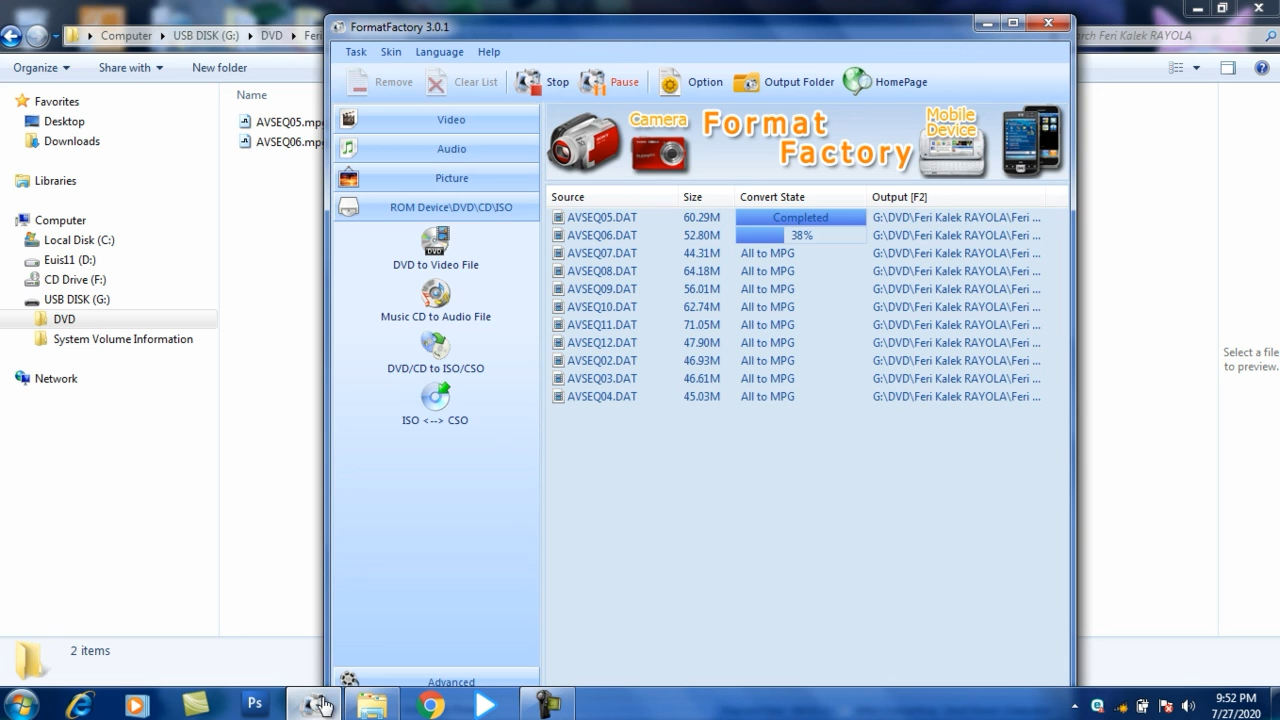 FormatFactory 3.0.1
Computer USB DISK (G:) DVD Feri
Feri Kalek RAYOLA
Organize Share with New folder
Task Skin Language Help
Remove Clear List Stop Pause Option Output Folder HomePage
Favorites
Desktop
Downloads
Libraries
Computer
Local Disk (C:)
Euis11 (D:)
CD Drive (F:)
USB DISK (G:)
DVD
System Volume Information
Network
Name
AVSEQ05.mp
AVSEQ06.mp
Video
Audio
Picture
ROM Device\DVD\CD\ISO
DVD
DVD to Video File
Music CD to Audio File
DVD/CD to ISO/CSO
ISO <--> CSO
Advanced
Camera
Format
Factory
Mobile
Device
Source Size Convert State Output [F2]
AVSEQ05.DAT 60.29M Completed G:\DVD\Feri Kalek RAYOLA\Feri ...
AVSEQ06.DAT 52.80M 38% G:\DVD\Feri Kalek RAYOLA\Feri ...
AVSEQ07.DAT 44.31M All to MPG G:\DVD\Feri Kalek RAYOLA\Feri ...
AVSEQ08.DAT 64.18M All to MPG G:\DVD\Feri Kalek RAYOLA\Feri ...
AVSEQ09.DAT 56.01M All to MPG G:\DVD\Feri Kalek RAYOLA\Feri ...
AVSEQ10.DAT 62.74M All to MPG G:\DVD\Feri Kalek RAYOLA\Feri ...
AVSEQ11.DAT 71.05M All to MPG G:\DVD\Feri Kalek RAYOLA\Feri ...
AVSEQ12.DAT 47.90M All to MPG G:\DVD\Feri Kalek RAYOLA\Feri ...
AVSEQ02.DAT 46.93M All to MPG G:\DVD\Feri Kalek RAYOLA\Feri ...
AVSEQ03.DAT 46.61M All to MPG G:\DVD\Feri Kalek RAYOLA\Feri ...
AVSEQ04.DAT 45.03M All to MPG G:\DVD\Feri Kalek RAYOLA\Feri ...
Select a file
to preview.
2 items
Ps
9:52 PM
7/27/2020